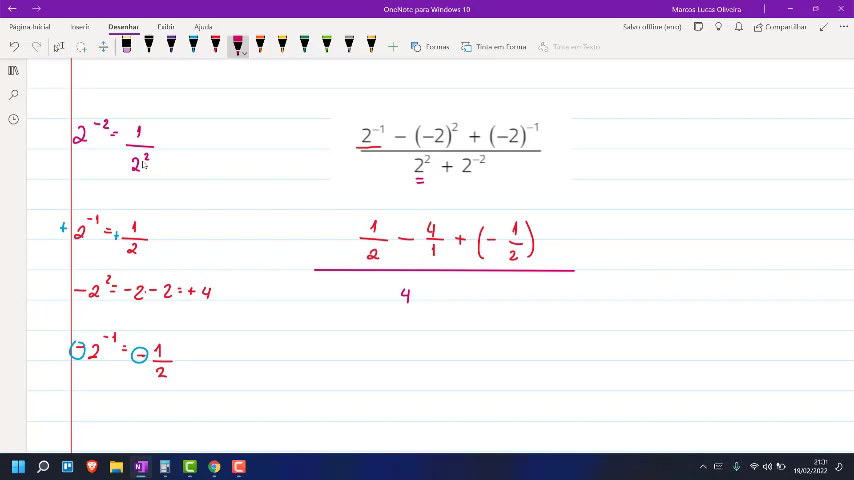 OneNote para Windows 10
Marcos Lucas Oliveira
Página Inicial Inserir Desenhar Exibir Ajuda
Salvo offline (erro) Compartilhar
Formas Tinta em Forma Tinta em Texto
2⁻² = 1/2²
(2⁻¹ − (−2)² + (−2)⁻¹)/(2² + 2⁻²)
+ 2⁻¹ = + 1/2
1/2 − 4/1 + (− 1/2)
−2² = −2 · −2 = +4
4
−2⁻¹ = − 1/2
21:31
19/02/2022